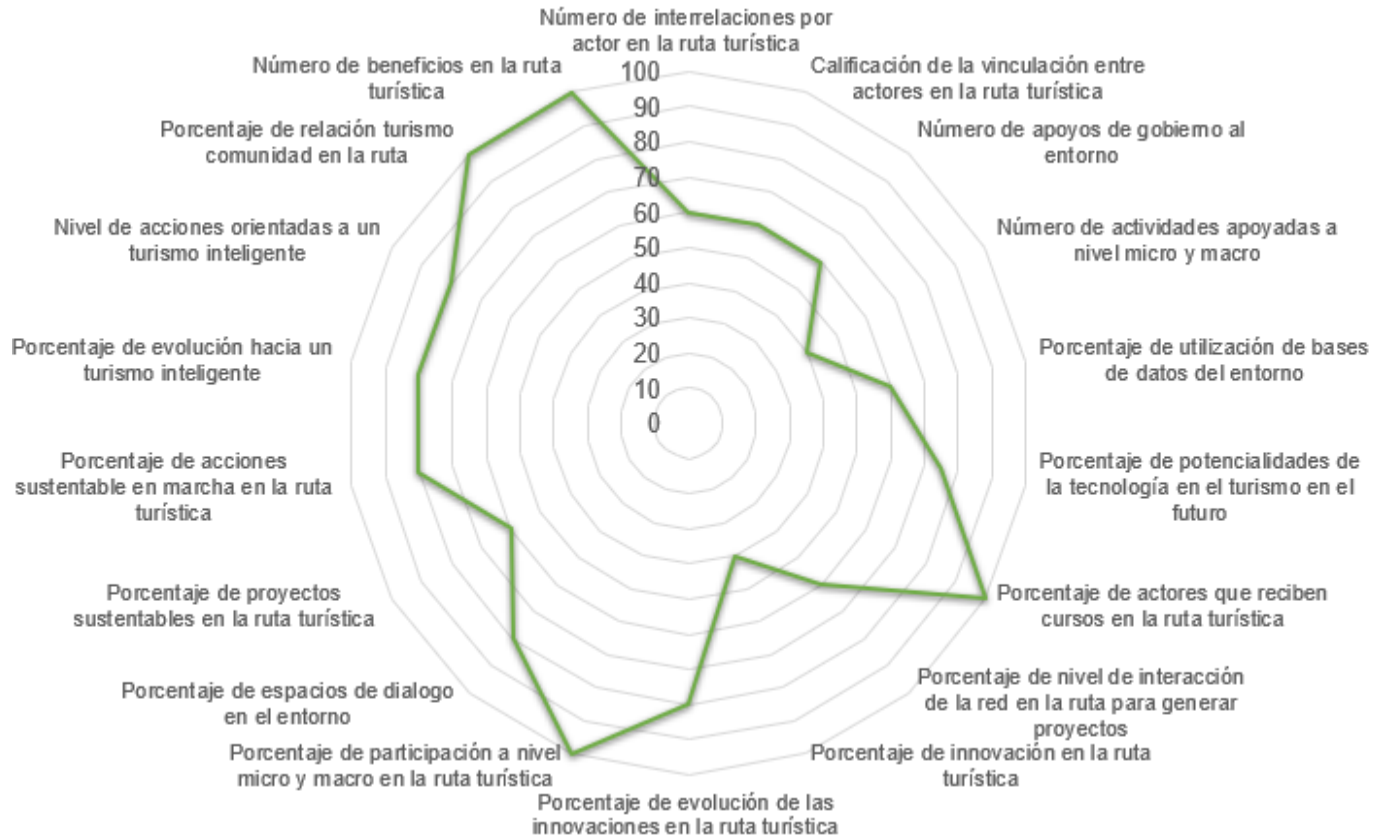 Número de interrelaciones por
actor en la ruta turística
Calificación de la vinculación entre
actores en la ruta turística
Número de apoyos de gobierno al
entorno
Número de actividades apoyadas a
nivel micro y macro
Porcentaje de utilización de bases
de datos del entorno
Porcentaje de potencialidades de
la tecnología en el turismo en el
futuro
Porcentaje de actores que reciben
cursos en la ruta turística
Porcentaje de nivel de interacción
de la red en la ruta para generar
proyectos
Porcentaje de innovación en la ruta
turística
Porcentaje de evolución de las
innovaciones en la ruta turística
Porcentaje de participación a nivel
micro y macro en la ruta turística
Porcentaje de espacios de dialogo
en el entorno
Porcentaje de proyectos
sustentables en la ruta turística
Porcentaje de acciones
sustentable en marcha en la ruta
turística
Porcentaje de evolución hacia un
turismo inteligente
Nivel de acciones orientadas a un
turismo inteligente
Porcentaje de relación turismo
comunidad en la ruta
Número de beneficios en la ruta
turística
100
90
80
70
60
50
40
30
20
10
0